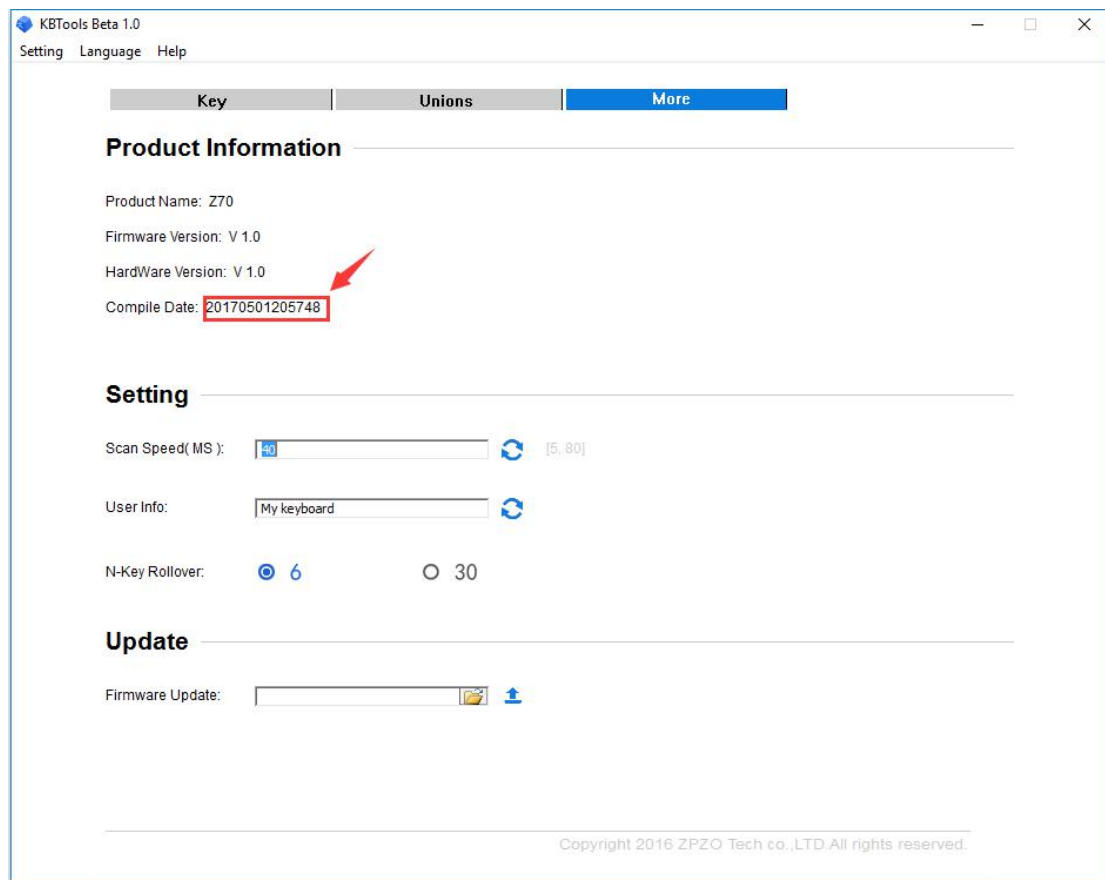 KBTools Beta 1.0
Setting Language Help
Key Unions More
Product Information
Product Name: Z70
Firmware Version: V 1.0
HardWare Version: V 1.0
Compile Date: 20170501205748
Setting
Scan Speed( MS ): 40 [5, 80]
User Info: My keyboard
N-Key Rollover: 6 30
Update
Firmware Update:
Copyright 2016 ZPZO Tech co.,LTD.All rights reserved.